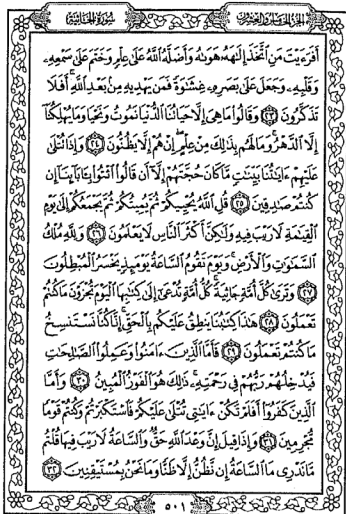 الجزء الخامس والعشرون سورة الجاثية
أَفَرَءَيْتَ مَنِ ٱتَّخَذَ إِلَٰهَهُۥ هَوَىٰهُ وَأَضَلَّهُ ٱللَّهُ عَلَىٰ عِلْمٍ وَخَتَمَ عَلَىٰ سَمْعِهِۦ
وَقَلْبِهِۦ وَجَعَلَ عَلَىٰ بَصَرِهِۦ غِشَٰوَةً فَمَن يَهْدِيهِ مِنۢ بَعْدِ ٱللَّهِ ۚ أَفَلَا
تَذَكَّرُونَ ٢٣ وَقَالُوا۟ مَا هِىَ إِلَّا حَيَاتُنَا ٱلدُّنْيَا نَمُوتُ وَنَحْيَا وَمَا يُهْلِكُنَآ
إِلَّا ٱلدَّهْرُ ۚ وَمَا لَهُم بِذَٰلِكَ مِنْ عِلْمٍ ۖ إِنْ هُمْ إِلَّا يَظُنُّونَ ٢٤ وَإِذَا تُتْلَىٰ
عَلَيْهِمْ ءَايَٰتُنَا بَيِّنَٰتٍ مَّا كَانَ حُجَّتَهُمْ إِلَّآ أَن قَالُوا۟ ٱئْتُوا۟ بِـَٔابَآئِنَآ إِن
كُنتُمْ صَٰدِقِينَ ٢٥ قُلِ ٱللَّهُ يُحْيِيكُمْ ثُمَّ يُمِيتُكُمْ ثُمَّ يَجْمَعُكُمْ إِلَىٰ يَوْمِ
ٱلْقِيَٰمَةِ لَا رَيْبَ فِيهِ وَلَٰكِنَّ أَكْثَرَ ٱلنَّاسِ لَا يَعْلَمُونَ ٢٦ وَلِلَّهِ مُلْكُ
ٱلسَّمَٰوَٰتِ وَٱلْأَرْضِ ۚ وَيَوْمَ تَقُومُ ٱلسَّاعَةُ يَوْمَئِذٍ يَخْسَرُ ٱلْمُبْطِلُونَ
٢٧ وَتَرَىٰ كُلَّ أُمَّةٍ جَاثِيَةً ۚ كُلُّ أُمَّةٍ تُدْعَىٰٓ إِلَىٰ كِتَٰبِهَا ٱلْيَوْمَ تُجْزَوْنَ مَا كُنتُمْ
تَعْمَلُونَ ٢٨ هَٰذَا كِتَٰبُنَا يَنطِقُ عَلَيْكُم بِٱلْحَقِّ ۚ إِنَّا كُنَّا نَسْتَنسِخُ
مَا كُنتُمْ تَعْمَلُونَ ٢٩ فَأَمَّا ٱلَّذِينَ ءَامَنُوا۟ وَعَمِلُوا۟ ٱلصَّٰلِحَٰتِ
فَيُدْخِلُهُمْ رَبُّهُمْ فِى رَحْمَتِهِۦ ۚ ذَٰلِكَ هُوَ ٱلْفَوْزُ ٱلْمُبِينُ ٣٠ وَأَمَّا
ٱلَّذِينَ كَفَرُوٓا۟ أَفَلَمْ تَكُنْ ءَايَٰتِى تُتْلَىٰ عَلَيْكُمْ فَٱسْتَكْبَرْتُمْ وَكُنتُمْ قَوْمًا
مُّجْرِمِينَ ٣١ وَإِذَا قِيلَ إِنَّ وَعْدَ ٱللَّهِ حَقٌّ وَٱلسَّاعَةُ لَا رَيْبَ فِيهَا قُلْتُم
مَّا نَدْرِى مَا ٱلسَّاعَةُ إِن نَّظُنُّ إِلَّا ظَنًّا وَمَا نَحْنُ بِمُسْتَيْقِنِينَ ٣٢
٥٠١